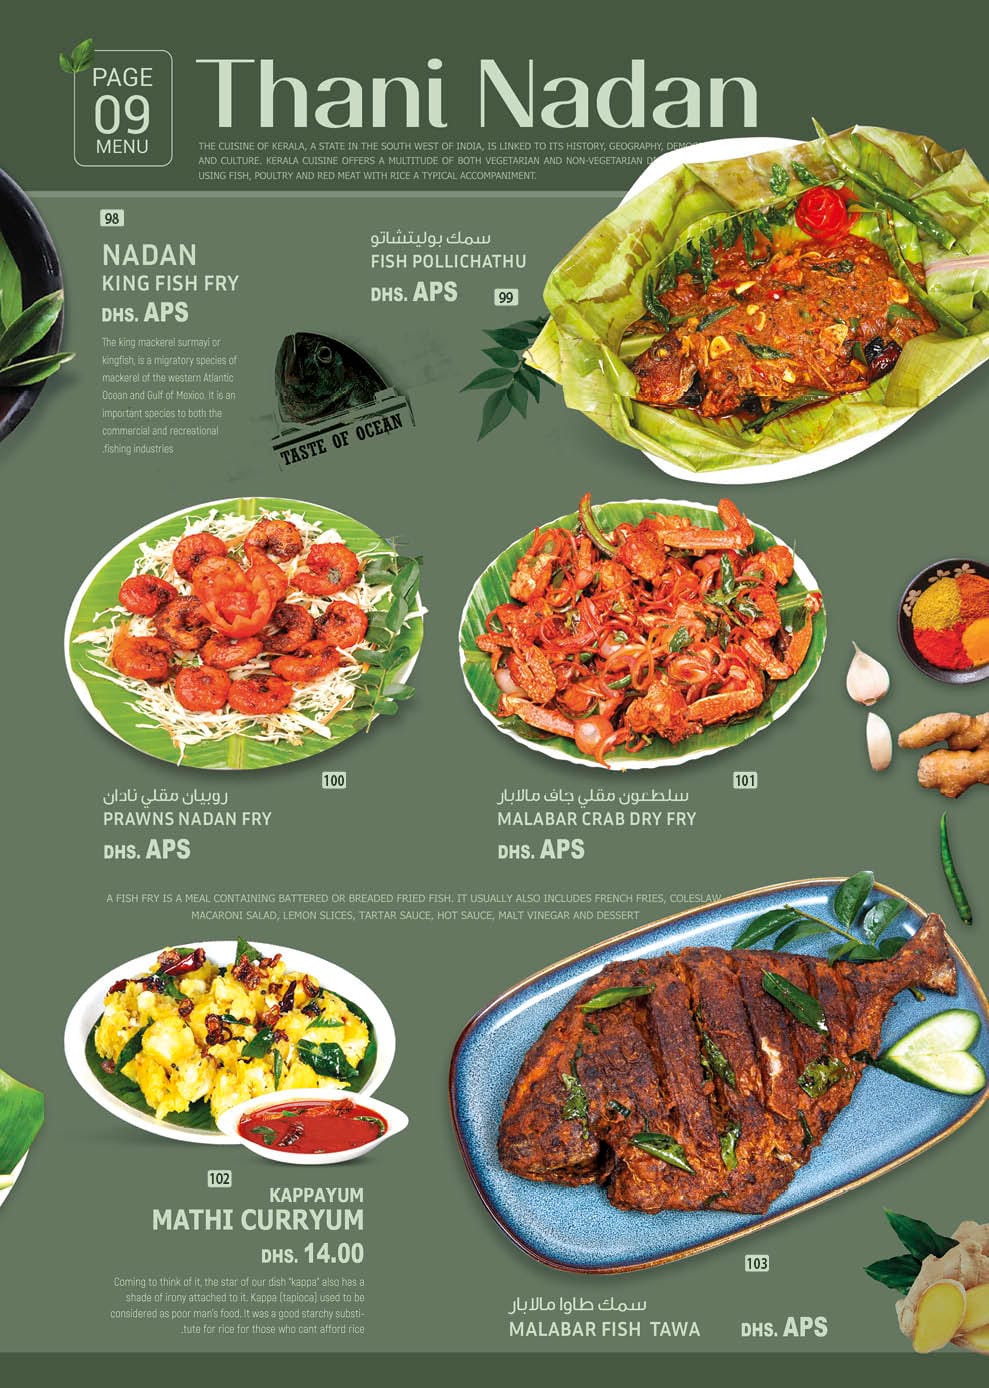 PAGE
09
MENU
Thani Nadan
THE CUISINE OF KERALA, A STATE IN THE SOUTH WEST OF INDIA, IS LINKED TO ITS HISTORY, GEOGRAPHY,
AND CULTURE. KERALA CUISINE OFFERS A MULTITUDE OF BOTH VEGETARIAN AND NON-VEGETARIAN
USING FISH, POULTRY AND RED MEAT WITH RICE A TYPICAL ACCOMPANIMENT.
98
NADAN
KING FISH FRY
DHS. APS
The king mackerel surmayi or
kingfish, is a migratory species of
mackerel of the western Atlantic
Ocean and Gulf of Mexico. It is an
important species to both the
commercial and recreational
.fishing industries
سمك بوليتشاتو
FISH POLLICHATHU
DHS. APS
99
TASTE OF OCEAN
100
روبيان مقلي نادان
PRAWNS NADAN FRY
DHS. APS
101
سلطعون مقلي جاف مالابار
MALABAR CRAB DRY FRY
DHS. APS
A FISH FRY IS A MEAL CONTAINING BATTERED OR BREADED FRIED FISH. IT USUALLY ALSO INCLUDES FRENCH FRIES, COLESLAW
MACARONI SALAD, LEMON SLICES, TARTAR SAUCE, HOT SAUCE, MALT VINEGAR AND DESSERT
102
KAPPAYUM
MATHI CURRYUM
DHS. 14.00
Coming to think of it, the star of our dish "kappa" also has a
shade of irony attached to it. Kappa (tapioca) used to be
considered as poor man's food. It was a good starchy substi-
.tute for rice for those who cant afford rice
103
سمك طاوا مالابار
MALABAR FISH TAWA
DHS. APS